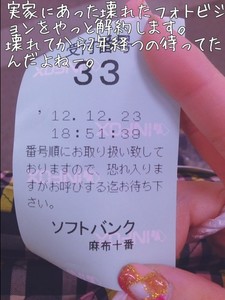 実家にあった壊れたフォトビジ
ョンをやっと解約します。
壊れてから2年経つの待ってた
んだよねー。
33
'12.12.23
18:51:39
番号順にお取り扱い致して
おりますので、恐れ入りま
すがお呼びする迄お待ち下
さい。
ソフトバンク
麻布十番